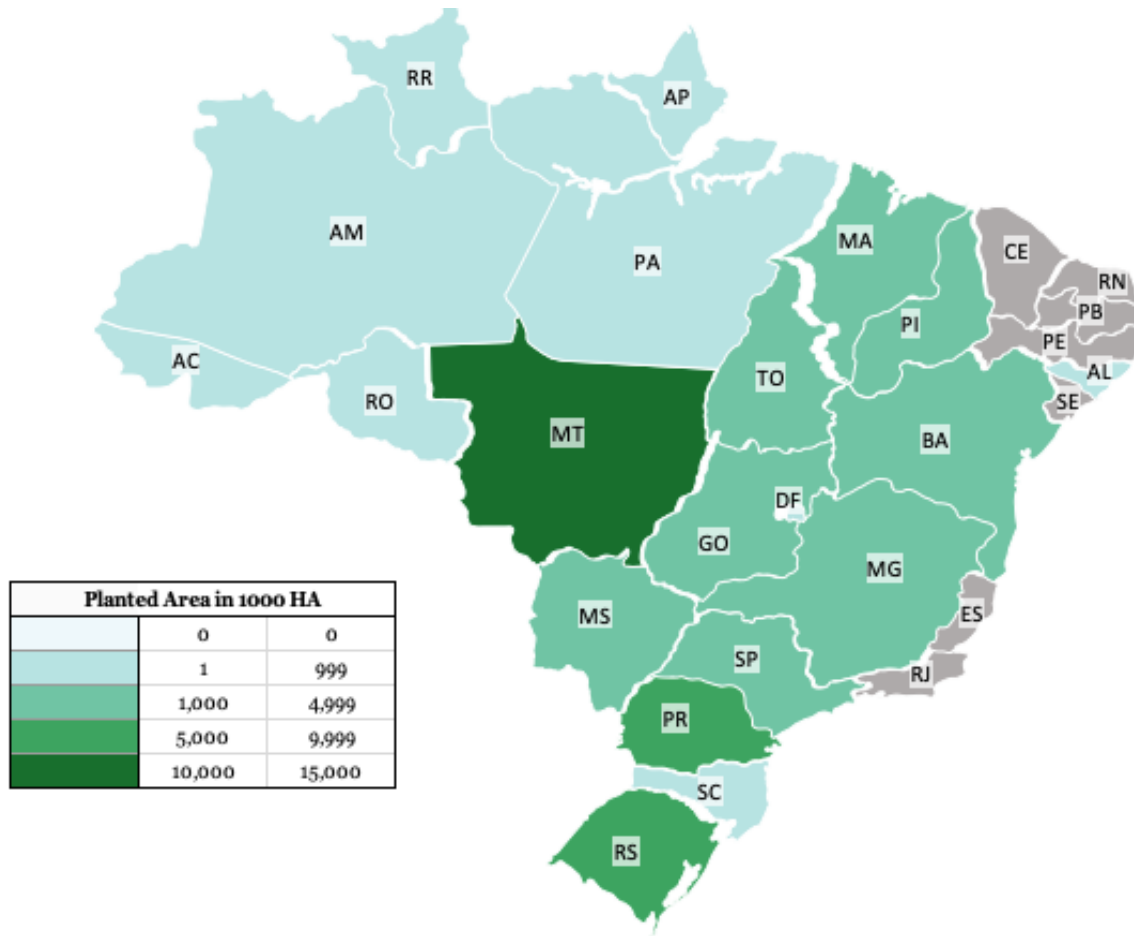 RR
AP
AM
PA
MA
CE
RN
PB
PI
PE
AC
AL
TO
RO
SE
MT
BA
DF
GO
MG
Planted Area in 1000 HA
0 0
1 999
1,000 4,999
5,000 9,999
10,000 15,000
MS
ES
SP
RJ
PR
SC
RS